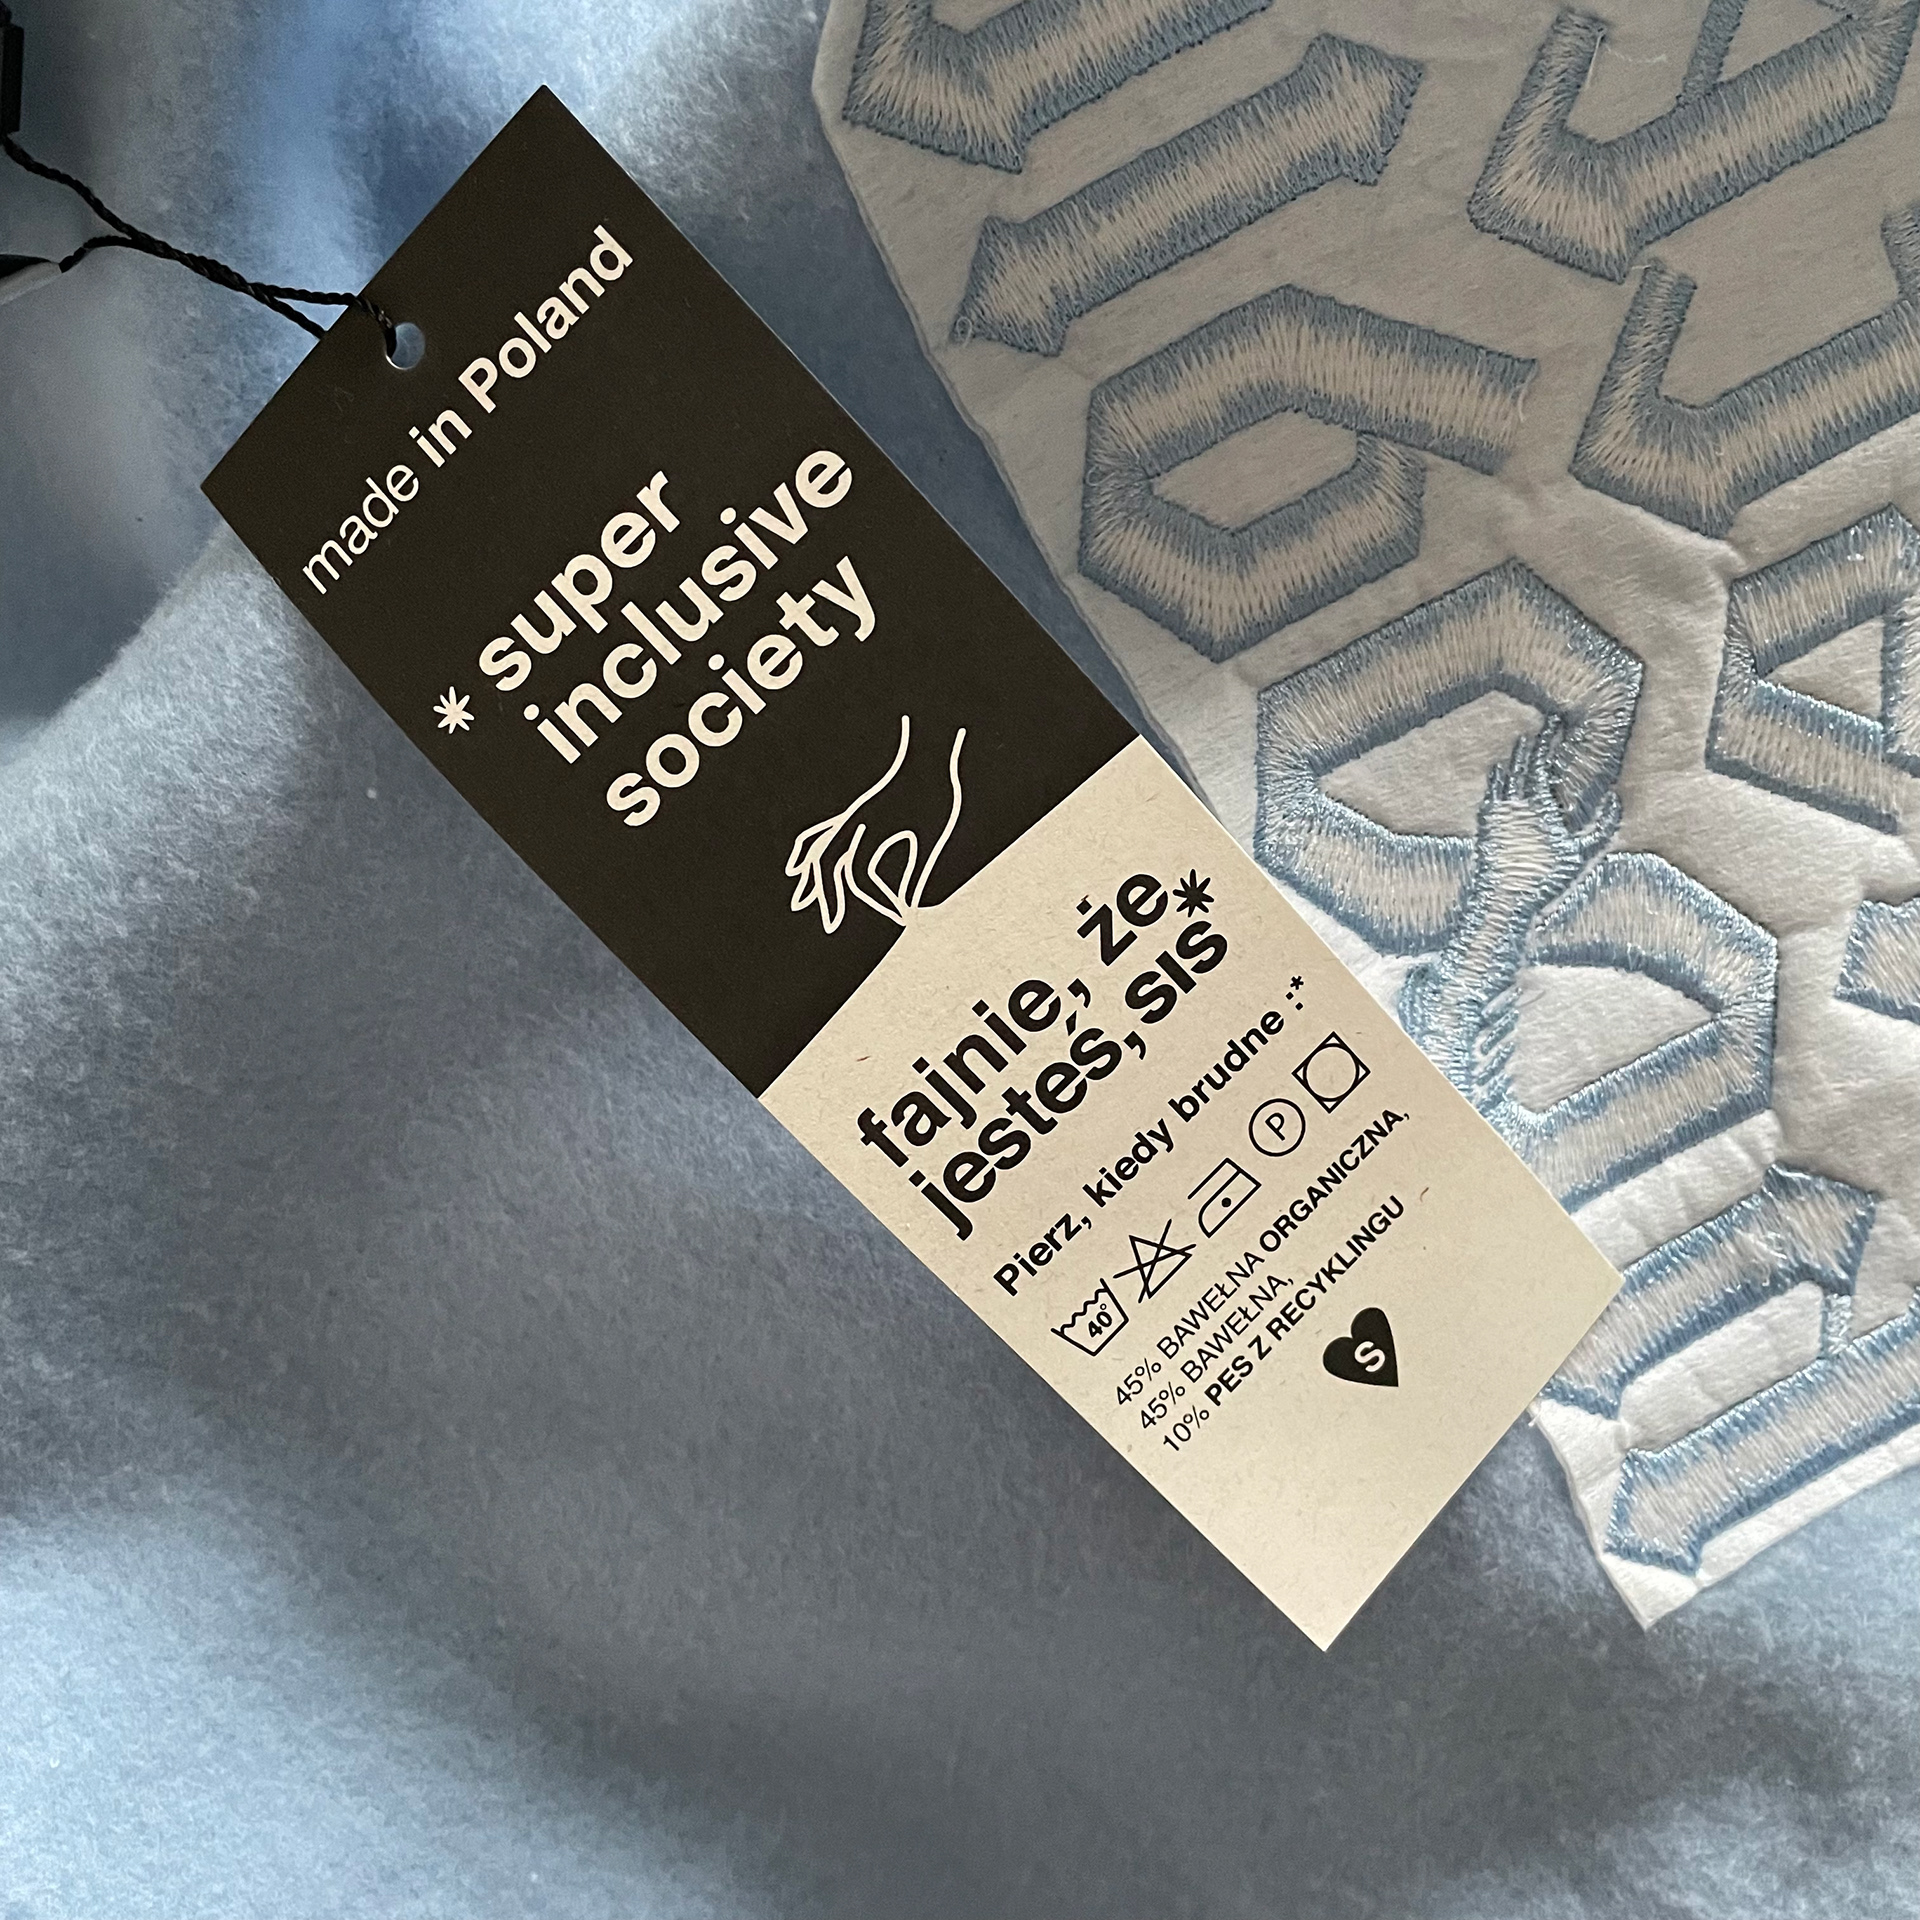 made in Poland
* super
inclusive
society
fajnie, że
jesteś, sis*
Pierz, kiedy brudne :*
40° P
45% BAWEŁNA ORGANICZNA,
45% BAWEŁNA,
10% PES Z RECYKLINGU
S